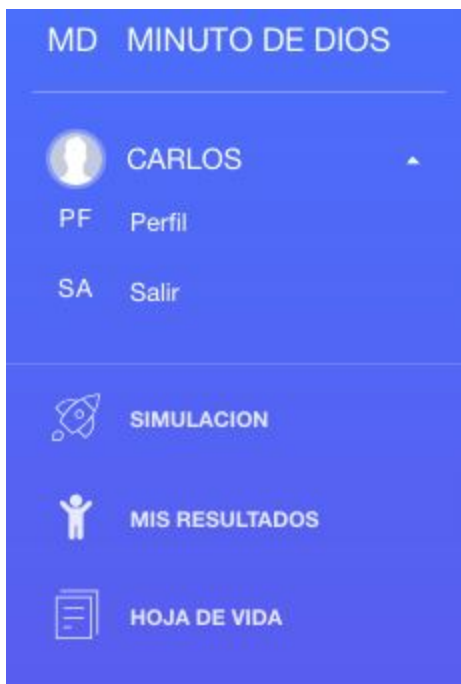 MD MINUTO DE DIOS
CARLOS
PF Perfil
SA Salir
SIMULACION
MIS RESULTADOS
HOJA DE VIDA